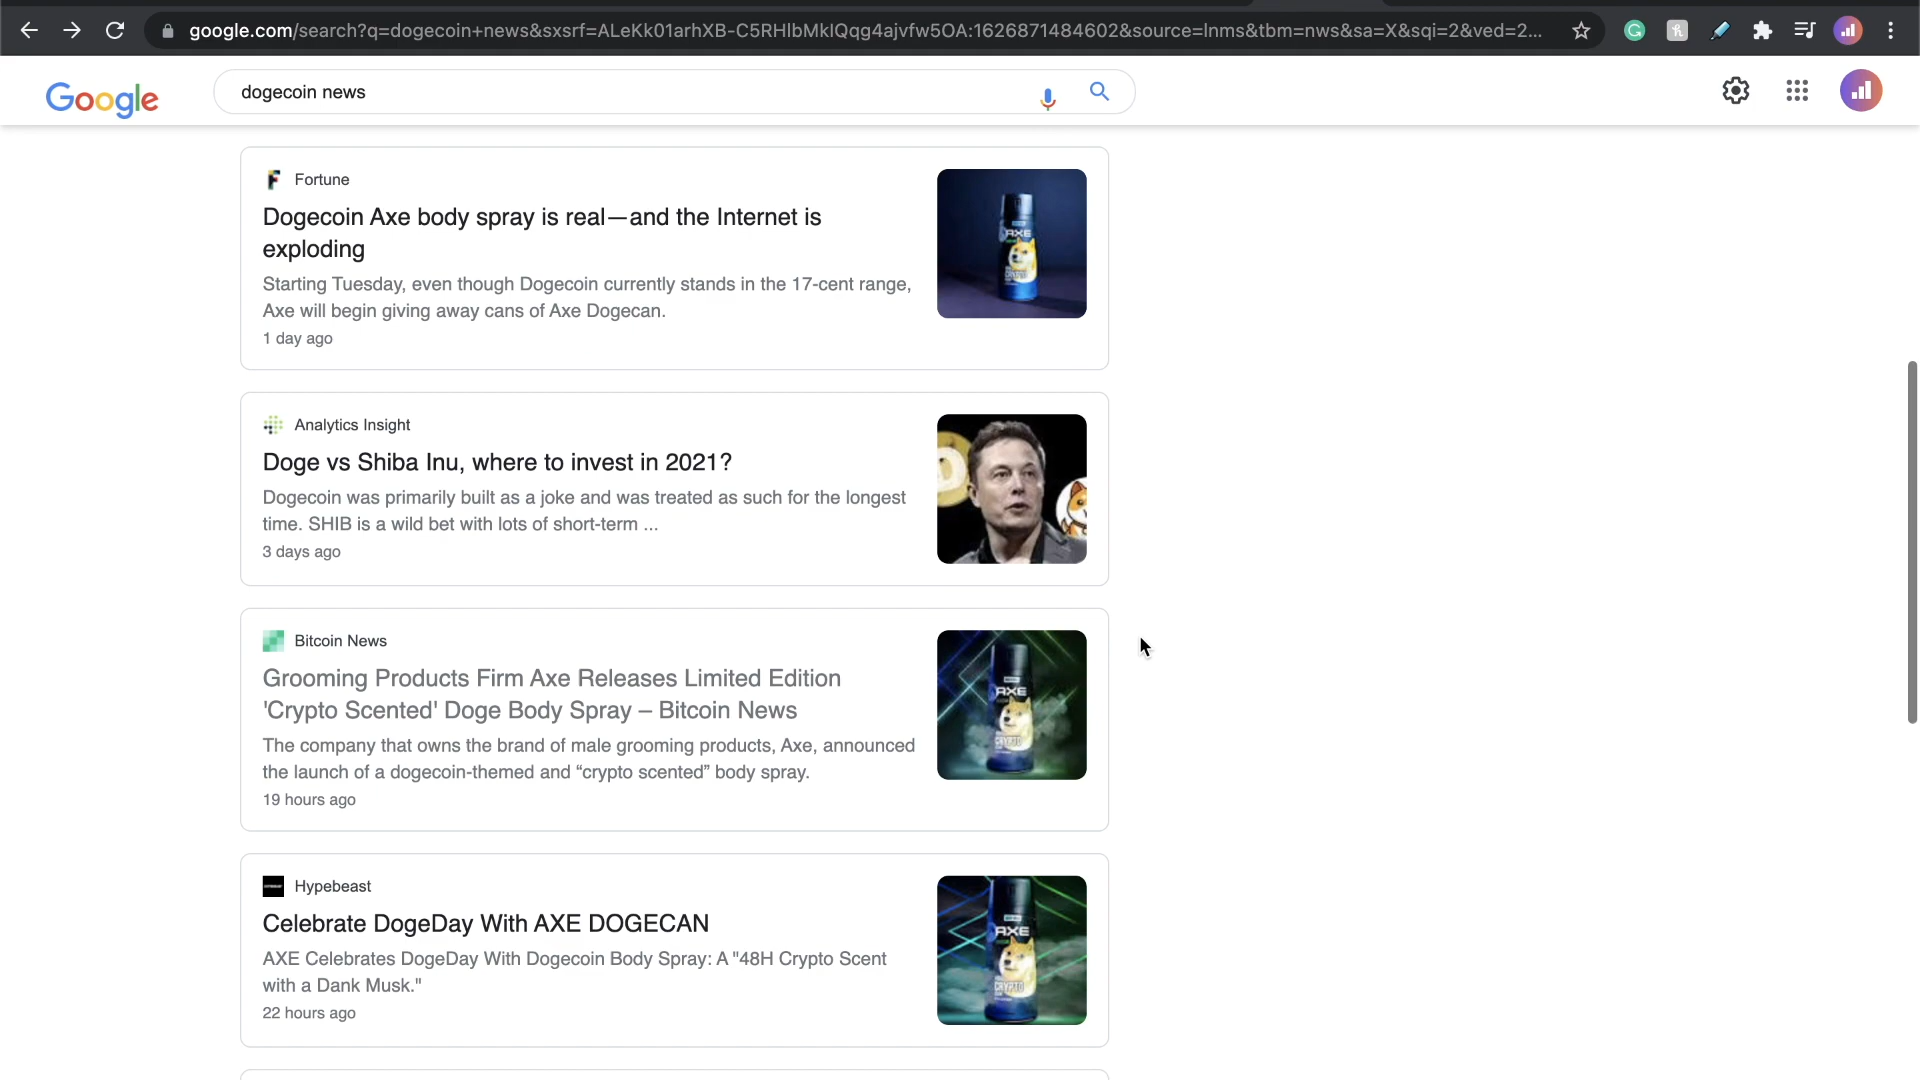 google.com/search?q=dogecoin+news&sxsrf=ALeKk01arhXB-C5RHlbMklQqg4ajvfw5OA:1626871484602&source=lnms&tbm=nws&sa=X&sqi=2&ved=2...
Google
dogecoin news
Fortune
Dogecoin Axe body spray is real—and the Internet is
exploding
Starting Tuesday, even though Dogecoin currently stands in the 17-cent range,
Axe will begin giving away cans of Axe Dogecan.
1 day ago
AXE
Analytics Insight
Doge vs Shiba Inu, where to invest in 2021?
Dogecoin was primarily built as a joke and was treated as such for the longest
time. SHIB is a wild bet with lots of short-term ...
3 days ago
Bitcoin News
Grooming Products Firm Axe Releases Limited Edition
'Crypto Scented' Doge Body Spray – Bitcoin News
The company that owns the brand of male grooming products, Axe, announced
the launch of a dogecoin-themed and “crypto scented” body spray.
19 hours ago
AXE
CRYPTO
Hypebeast
Celebrate DogeDay With AXE DOGECAN
AXE Celebrates DogeDay With Dogecoin Body Spray: A "48H Crypto Scent
with a Dank Musk."
22 hours ago
AXE
CRYPTO